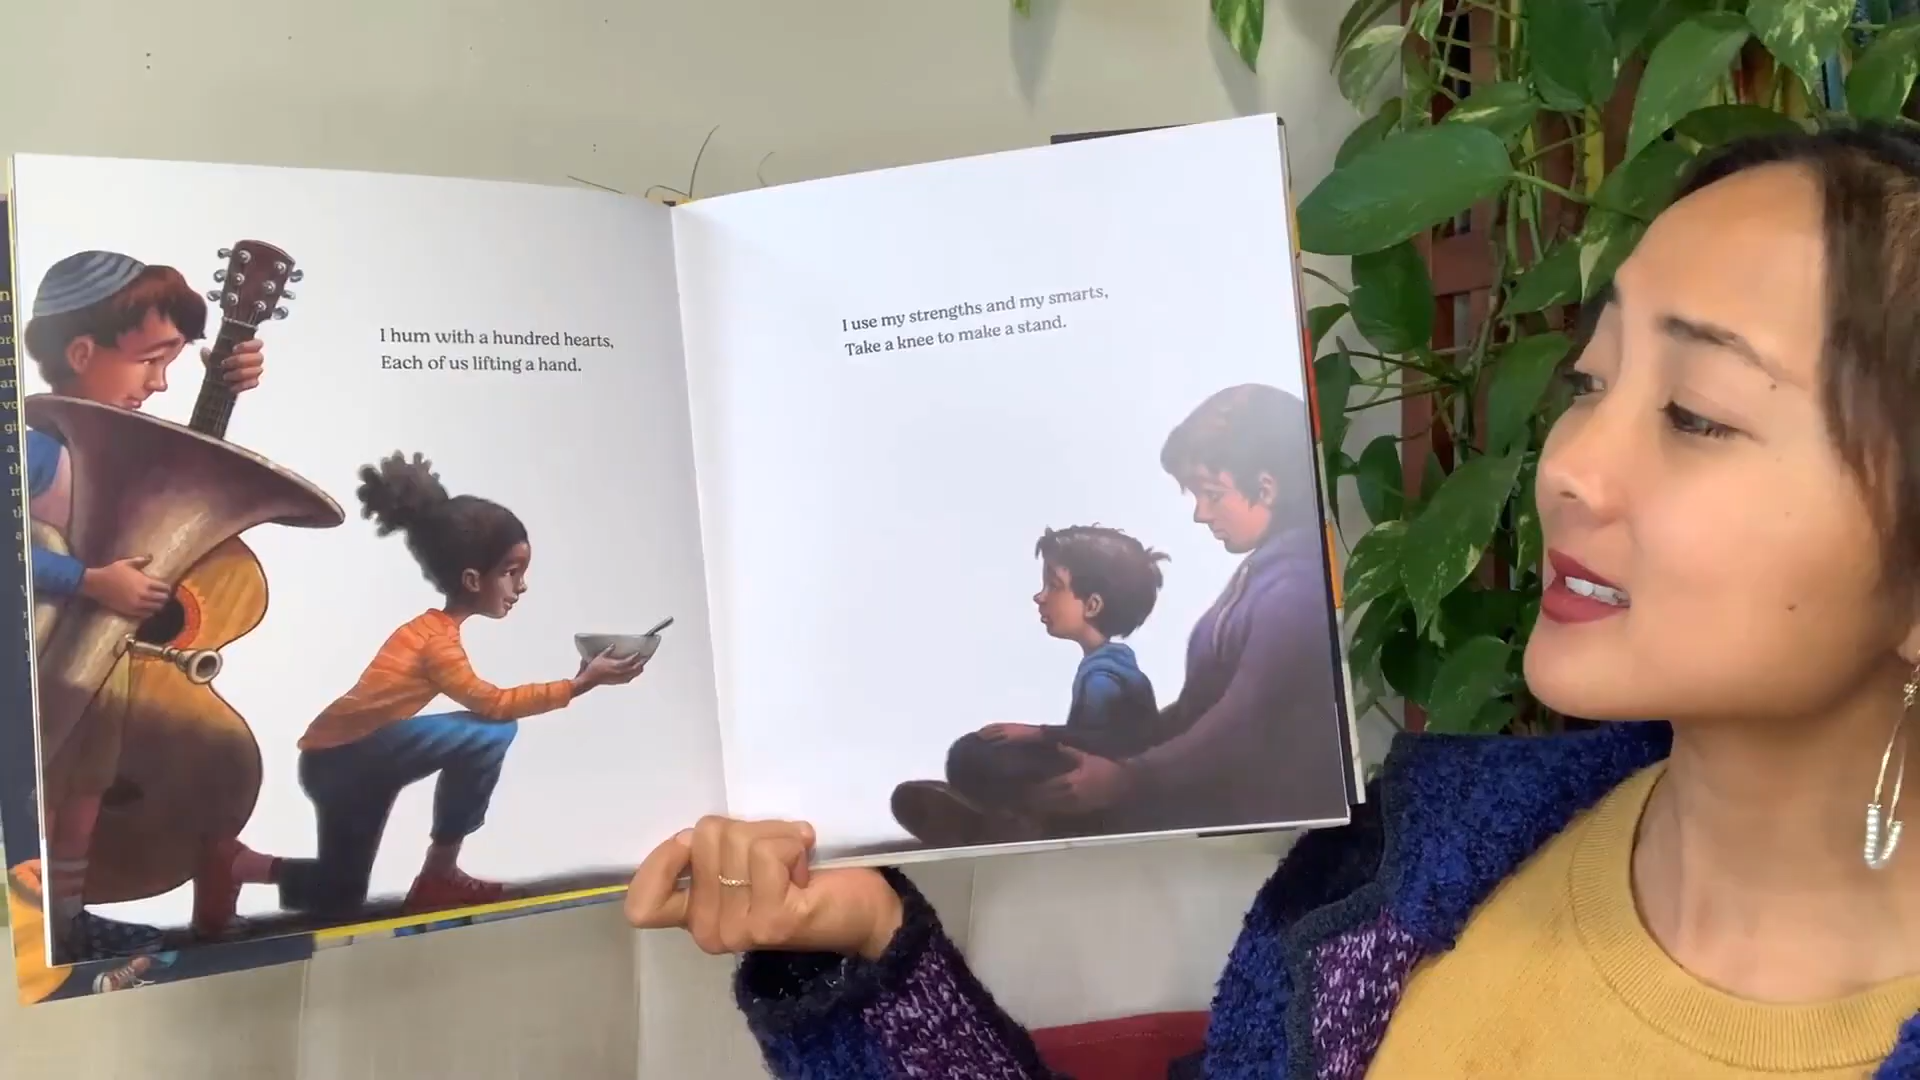 I hum with a hundred hearts,
Each of us lifting a hand.
I use my strengths and my smarts,
Take a knee to make a stand.